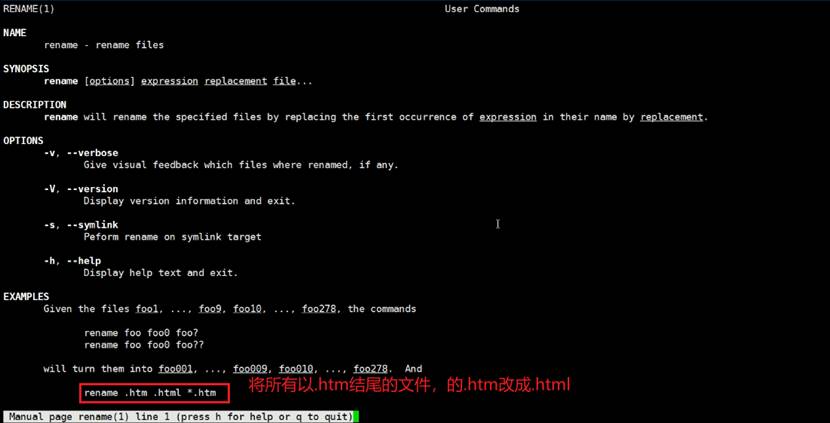 RENAME(1) User Commands
NAME
rename - rename files
SYNOPSIS
rename [options] expression replacement file...
DESCRIPTION
rename will rename the specified files by replacing the first occurrence of expression in their name by replacement.
OPTIONS
-v, --verbose
Give visual feedback which files where renamed, if any.
-V, --version
Display version information and exit.
-s, --symlink
Peform rename on symlink target
-h, --help
Display help text and exit.
EXAMPLES
Given the files foo1, ..., foo9, foo10, ..., foo278, the commands
rename foo foo0 foo?
rename foo foo0 foo??
will turn them into foo001, ..., foo009, foo010, ..., foo278. And
rename .htm .html *.htm 将所有以.htm结尾的文件，的.htm改成.html
Manual page rename(1) line 1 (press h for help or q to quit)